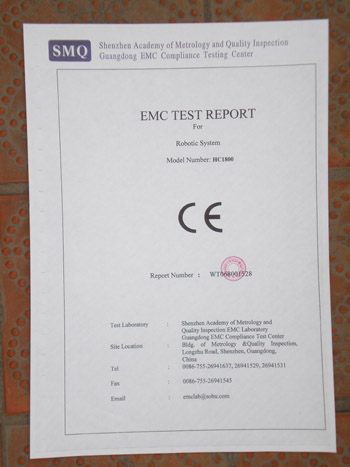 SMQ
Shenzhen Academy of Metrology and Quality Inspection
Guangdong EMC Compliance Testing Center
EMC TEST REPORT
For
Robotic System
Model Number: HC1800
CE
Report Number : WT068001528
Test Laboratory : Shenzhen Academy of Metrology and
Quality Inspection EMC Laboratory
Guangdong EMC Compliance Test Center
Site Location : Bldg. of Metrology &Quality Inspection,
Longzhu Road, Shenzhen, Guangdong,
China
Tel : 0086-755-26941637, 26941529, 26941531
Fax : 0086-755-26941545
Email : emclab@sohu.com